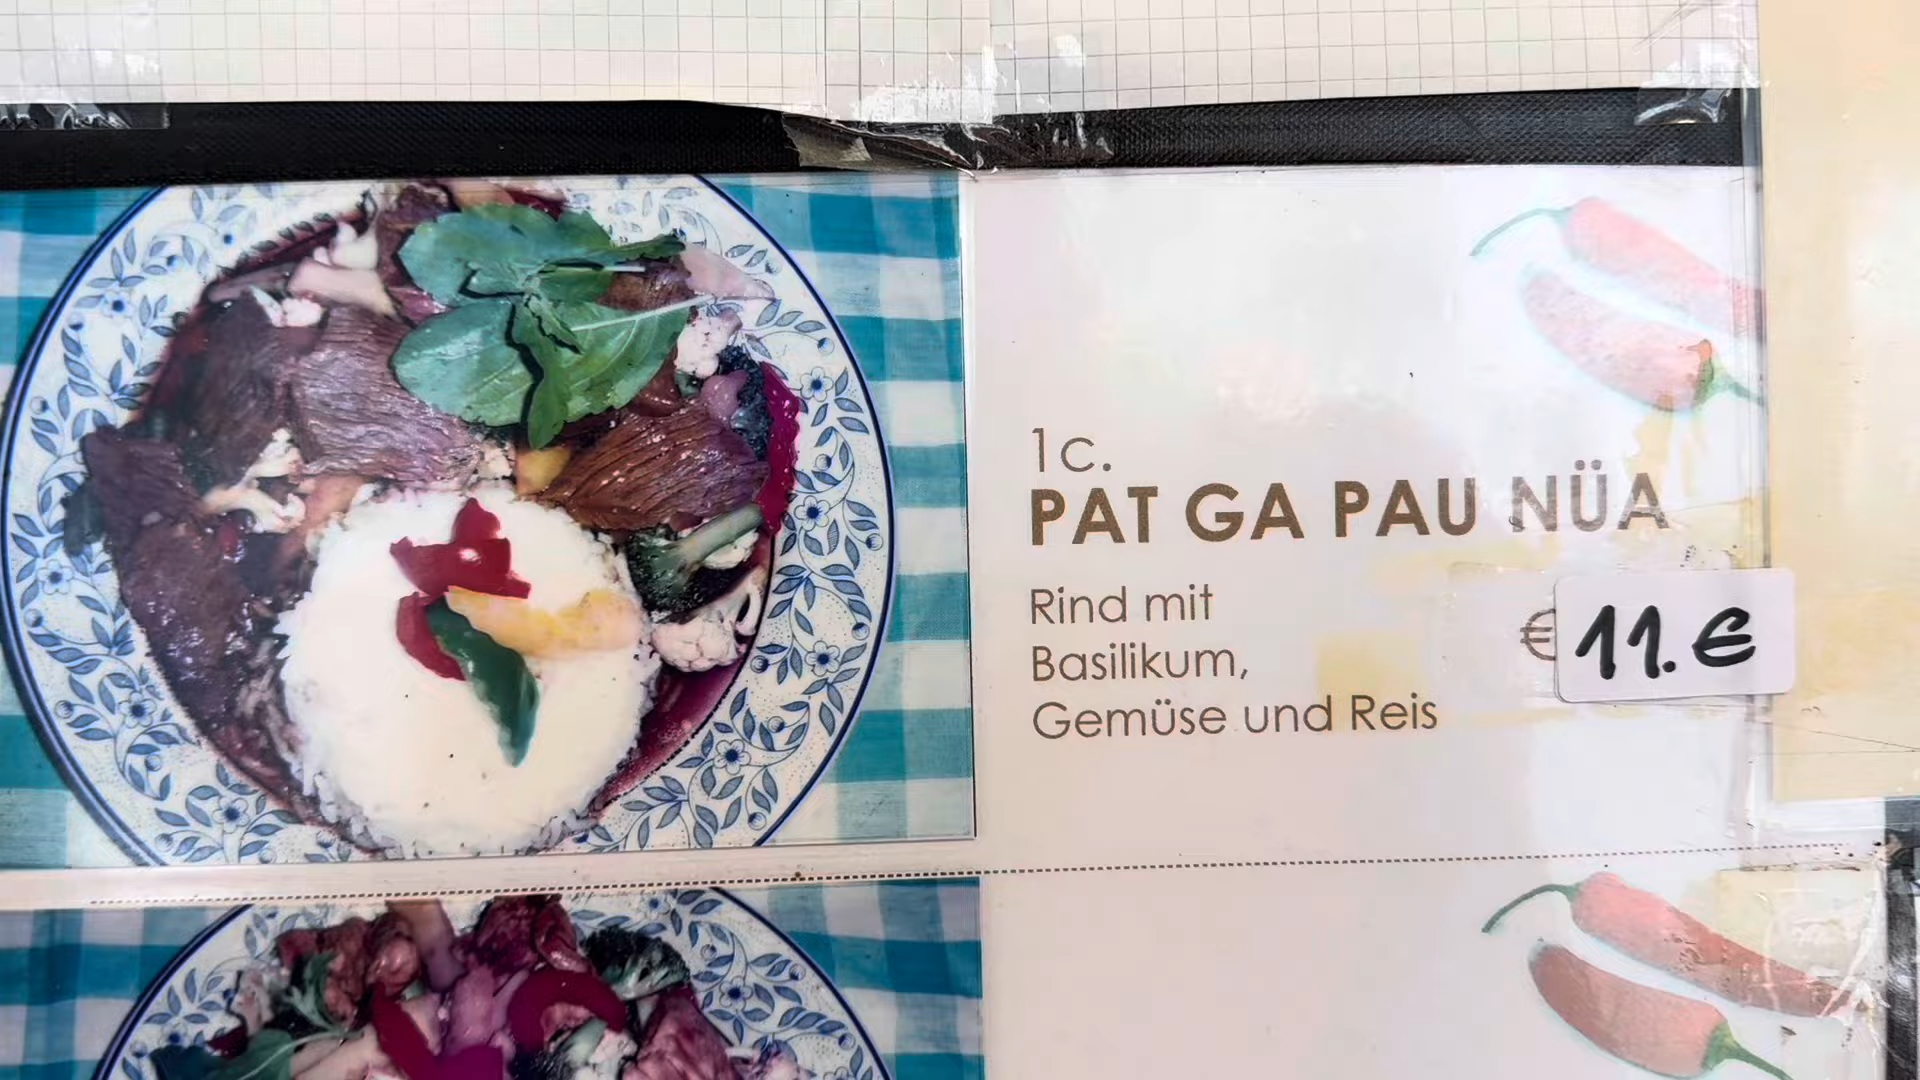 1c.
PAT GA PAU NÜA
Rind mit
Basilikum,
Gemüse und Reis
€ 11.€